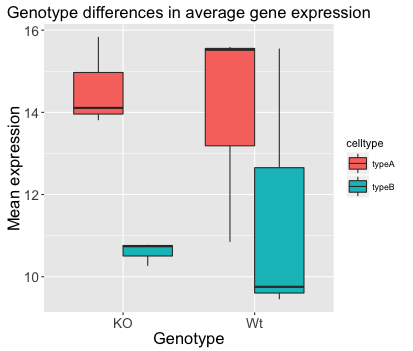 Genotype differences in average gene expression
Mean expression
16
14
12
10
KO
Wt
Genotype
celltype
typeA
typeB